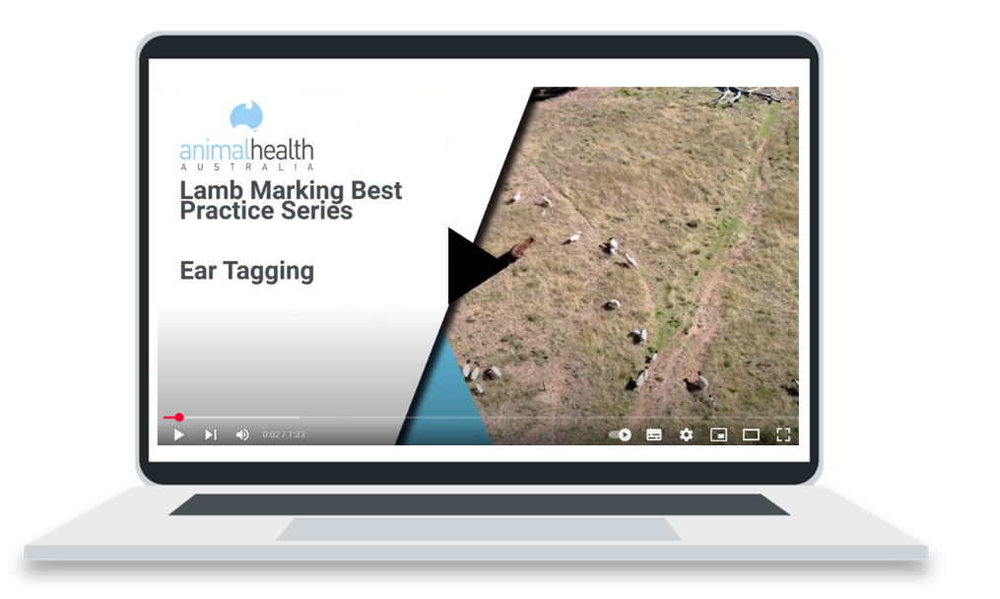 animalhealth
AUSTRALIA
Lamb Marking Best
Practice Series
Ear Tagging
0:02 / 1:33